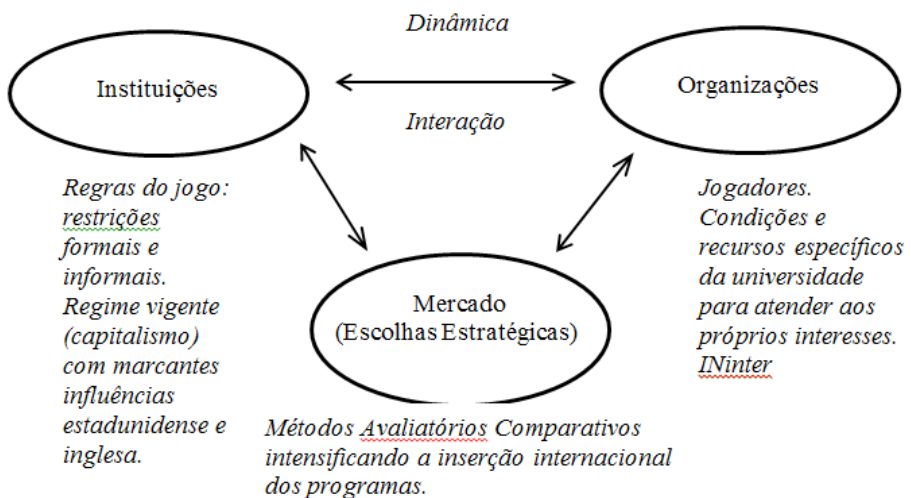 Dinâmica
Instituições
Organizações
Interação
Regras do jogo:
restrições
formais e
informais.
Regime vigente
(capitalismo)
com marcantes
influências
estadunidense e
inglesa.
Jogadores.
Condições e
recursos específicos
da universidade
para atender aos
próprios interesses.
INinter
Mercado
(Escolhas Estratégicas)
Métodos Avaliatórios Comparativos
intensificando a inserção internacional
dos programas.